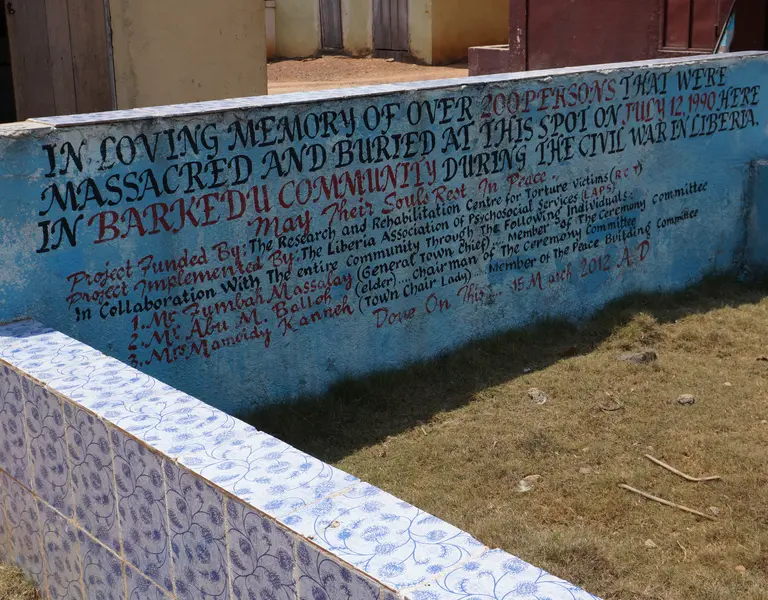 IN LOVING MEMORY OF OVER 200 PERSONS THAT WERE
MASSACRED AND BURIED AT THIS SPOT ON JULY 12, 1990 HERE
IN BARKEDU COMMUNITY DURING THE CIVIL WAR IN LIBERIA.
May Their Souls Rest In Peace
Project Funded By: The Research and Rehabilitation Centre for Torture victims (R C T)
Project Implemented By: The Liberia Association of Psychosocial Services (LAPS)
In Collaboration With The entire Community Through The Following Individuals:
1. Mr. Zumbah Massalay (General Town Chief)... Member of The Ceremony committee
2. Mr. Abu M. Balloh (elder)... Chairman of The Ceremony Committee
3. Mrs Mameidy Kanneh (Town Chair Lady) Member of the Peace Building Committee
Done On This: 15 March 2012 A.D